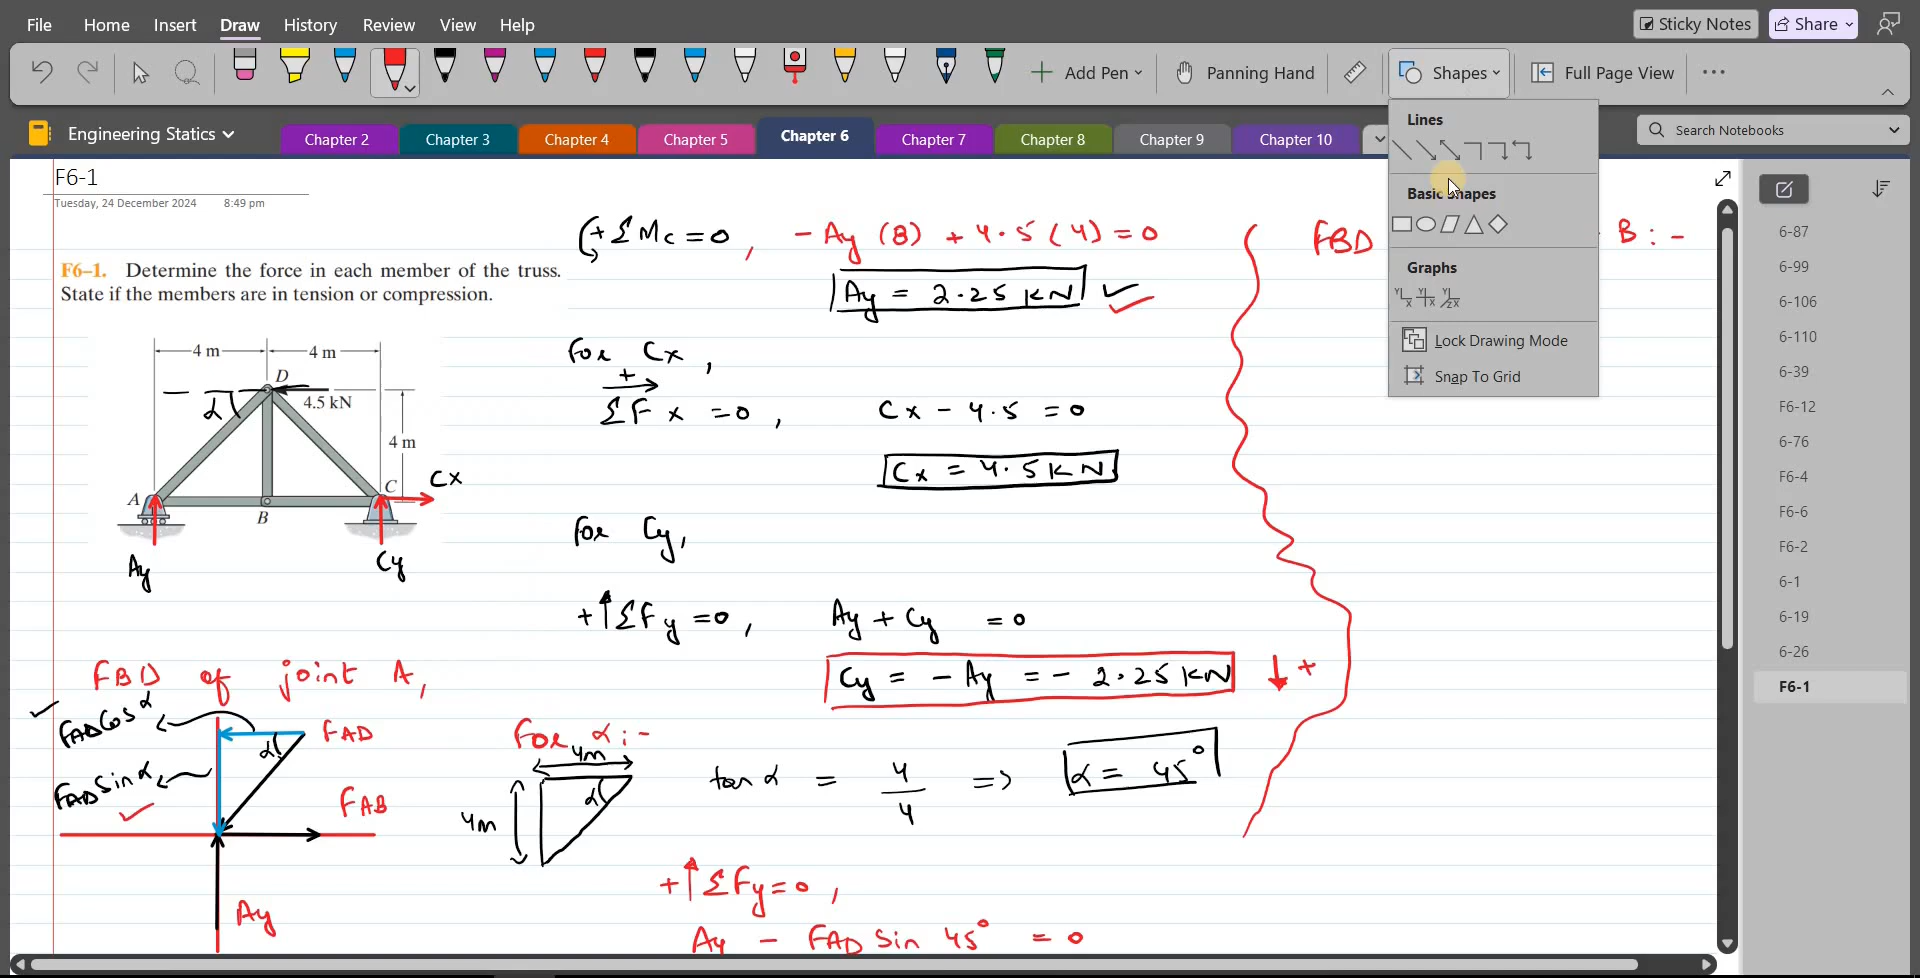 File Home Insert Draw History Review View Help
Sticky Notes Share
Add Pen Panning Hand Shapes Full Page View
Engineering Statics
Chapter 2 Chapter 3 Chapter 4 Chapter 5 Chapter 6 Chapter 7 Chapter 8 Chapter 9 Chapter 10
Search Notebooks
Lines
Basic Shapes
Graphs
Lock Drawing Mode
Snap To Grid
F6-1
Tuesday, 24 December 2024 8:49 pm
F6–1. Determine the force in each member of the truss.
State if the members are in tension or compression.
4 m 4 m
D
α
4.5 kN
4 m
A
B
C
Cx
Ay
Cy
+ΣMc=0, -Ay (8) +4.5(4)=0
Ay = 2.25 KN
For Cx,
+
ΣFx =0, Cx - 4.5 =0
Cx = 4.5KN
For Cy,
+↑ΣFy=0, Ay + Cy = 0
Cy = -Ay = - 2.25 KN ↓+
FBD of joint A,
FADCosα
FADSinα
α
FAD
FAB
Ay
For α:-
4m
4m
α
tanα = 4/4 => α = 45°
+↑ΣFy=0,
Ay - FAD Sin 45° = 0
FBD B:-
6-87
6-99
6-106
6-110
6-39
F6-12
6-76
F6-4
F6-6
F6-2
6-1
6-19
6-26
F6-1